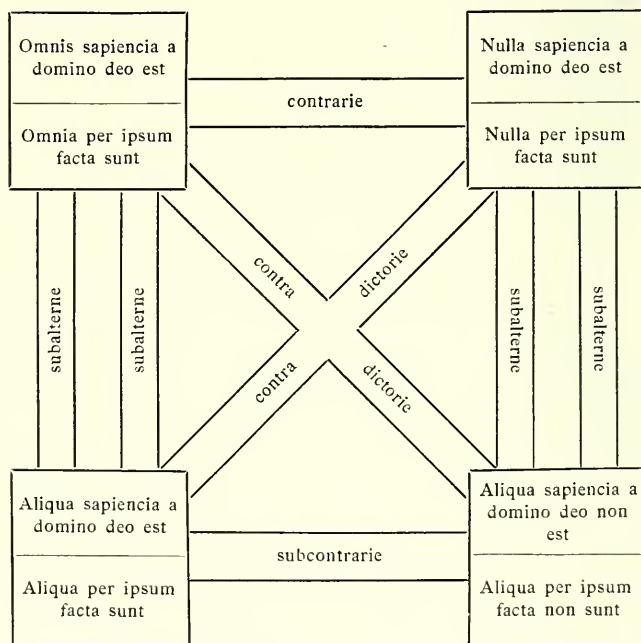 Omnis sapiencia a
domino deo est
Omnia per ipsum
facta sunt
contrarie
Nulla sapiencia a
domino deo est
Nulla per ipsum
facta sunt
subalterne
subalterne
contra
dictorie
contra
dictorie
subalterne
subalterne
Aliqua sapiencia a
domino deo est
Aliqua per ipsum
facta sunt
subcontrarie
Aliqua sapiencia a
domino deo non
est
Aliqua per ipsum
facta non sunt